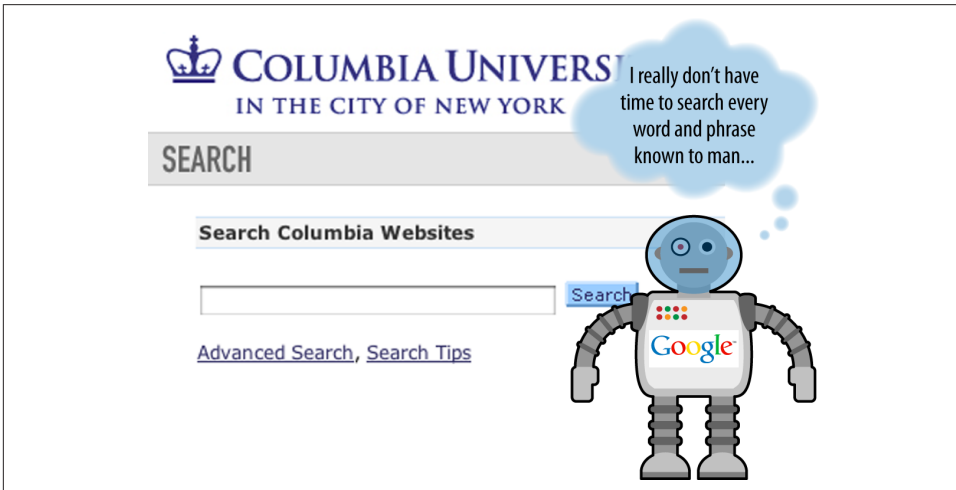 COLUMBIA UNIVERS
IN THE CITY OF NEW YORK
I really don’t have
time to search every
word and phrase
known to man...
SEARCH
Search Columbia Websites
Search
Advanced Search, Search Tips
Google™